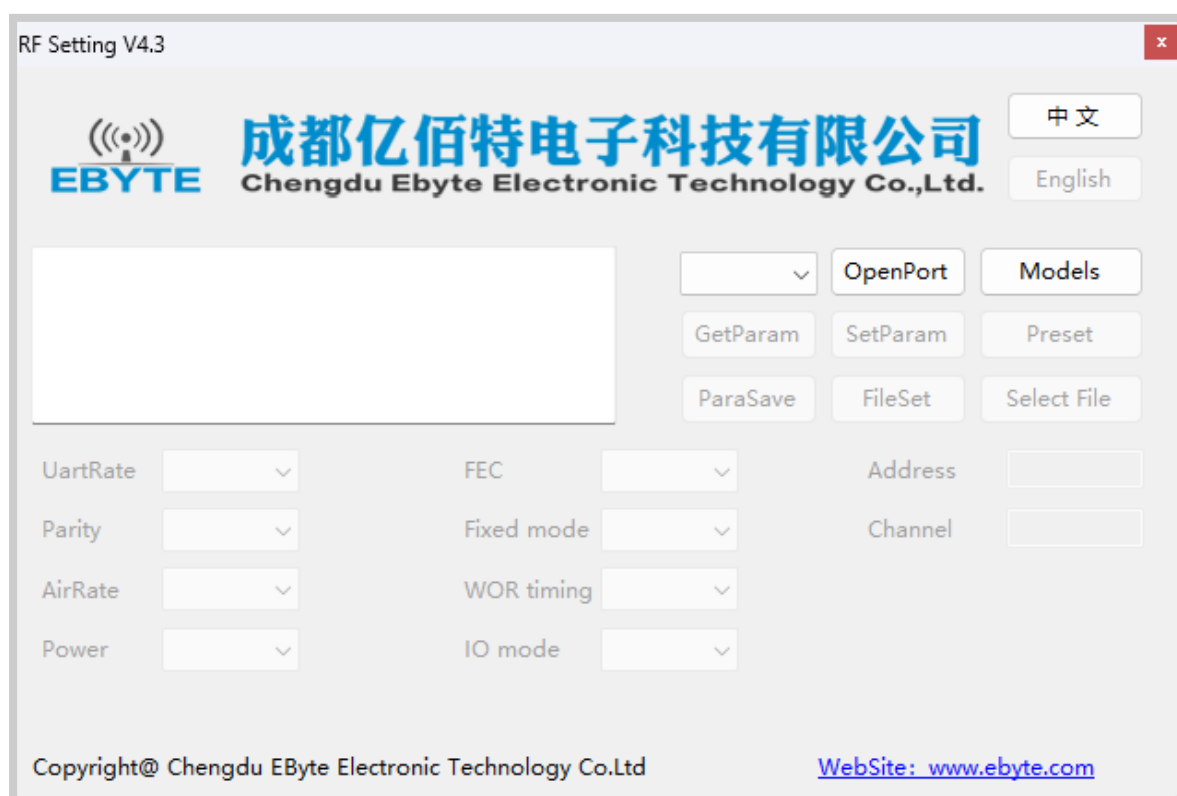 RF Setting V4.3
x
中文
EBYTE
成都亿佰特电子科技有限公司
Chengdu Ebyte Electronic Technology Co.,Ltd.
English
OpenPort
Models
GetParam
SetParam
Preset
ParaSave
FileSet
Select File
UartRate
FEC
Address
Parity
Fixed mode
Channel
AirRate
WOR timing
Power
IO mode
Copyright@ Chengdu EByte Electronic Technology Co.Ltd
WebSite: www.ebyte.com